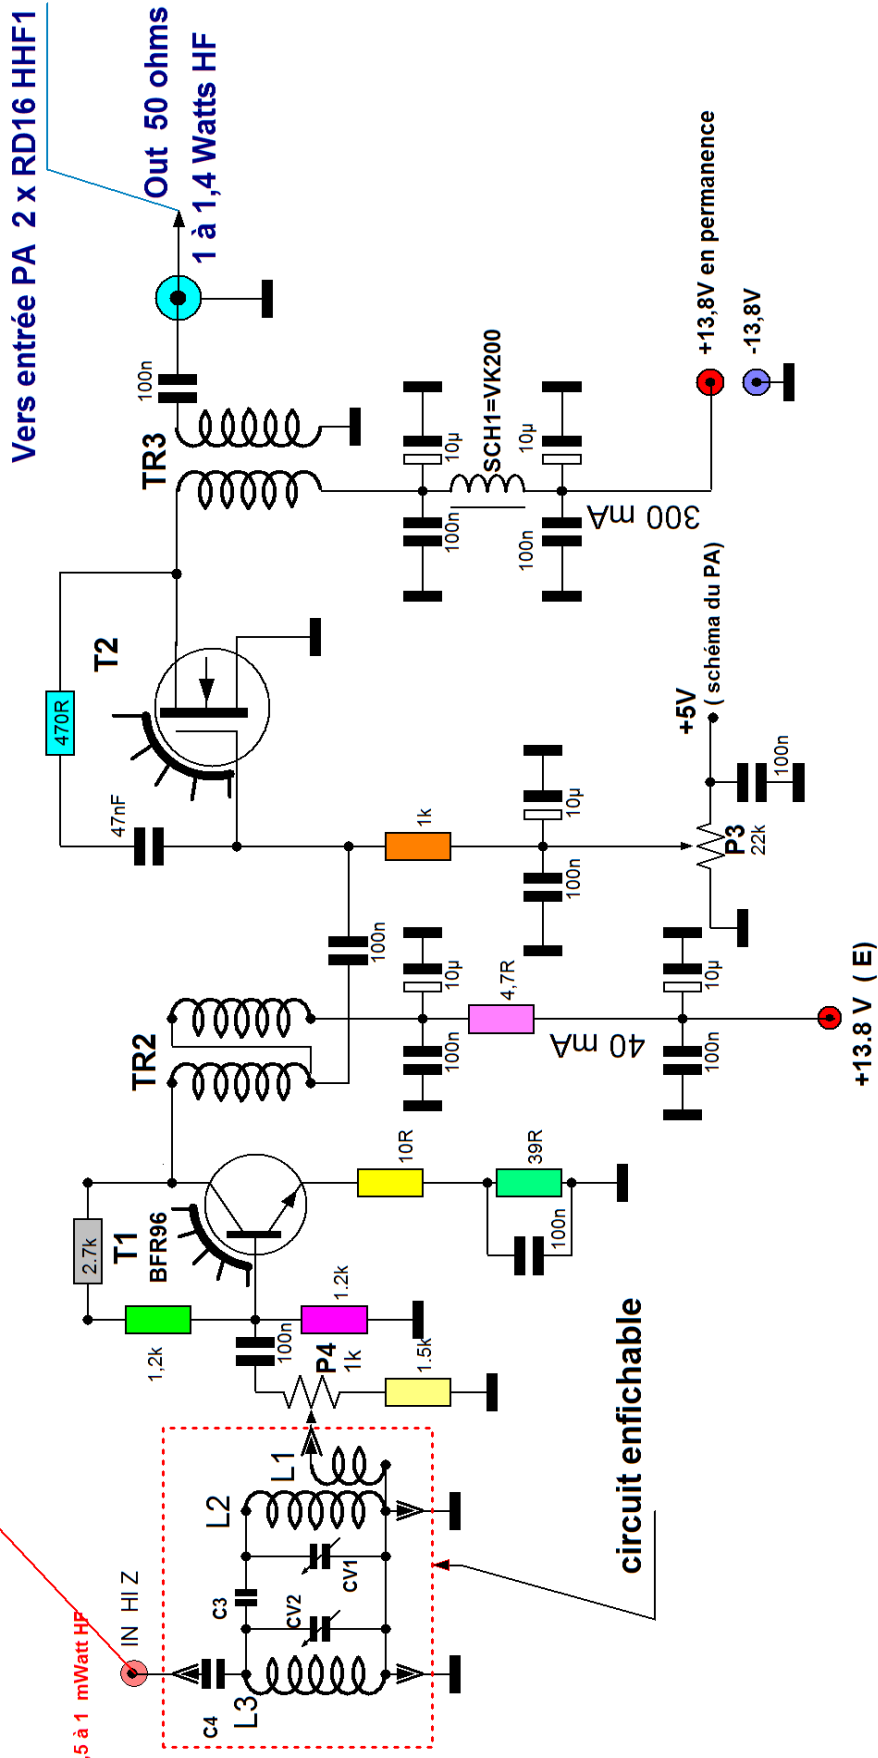 Vers entrée PA 2 x RD16 HHF1
Out 50 ohms
1 à 1,4 Watts HF
100n
TR3
470R
T2
47nF
10µ
100n
SCH1=VK200
10µ
100n
300 mA
+13,8V en permanence
-13,8V
1k
10µ
100n
+5V
( schéma du PA)
P3
22k
100n
TR2
100n
10µ
100n
4,7R
40 mA
10µ
100n
+13.8 V ( E)
2.7k
T1
BFR96
10R
39R
100n
1,2k
1.2k
100n
P4
1k
1.5k
L1
L2
C3
CV1
CV2
L3
C4
IN HI Z
,5 à 1 mWatt HF
circuit enfichable